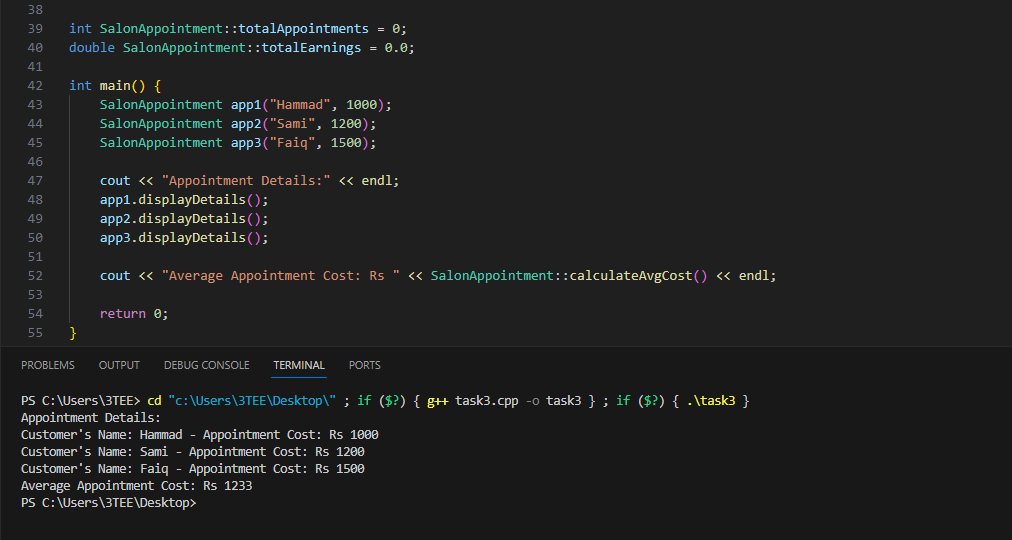 38
39 int SalonAppointment::totalAppointments = 0;
40 double SalonAppointment::totalEarnings = 0.0;
41
42 int main() {
43     SalonAppointment app1("Hammad", 1000);
44     SalonAppointment app2("Sami", 1200);
45     SalonAppointment app3("Faiq", 1500);
46
47     cout << "Appointment Details:" << endl;
48     app1.displayDetails();
49     app2.displayDetails();
50     app3.displayDetails();
51
52     cout << "Average Appointment Cost: Rs " << SalonAppointment::calculateAvgCost() << endl;
53
54     return 0;
55 }
PROBLEMS OUTPUT DEBUG CONSOLE TERMINAL PORTS
PS C:\Users\3TEE> cd "c:\Users\3TEE\Desktop\" ; if ($?) { g++ task3.cpp -o task3 } ; if ($?) { .\task3 }
Appointment Details:
Customer's Name: Hammad - Appointment Cost: Rs 1000
Customer's Name: Sami - Appointment Cost: Rs 1200
Customer's Name: Faiq - Appointment Cost: Rs 1500
Average Appointment Cost: Rs 1233
PS C:\Users\3TEE\Desktop>